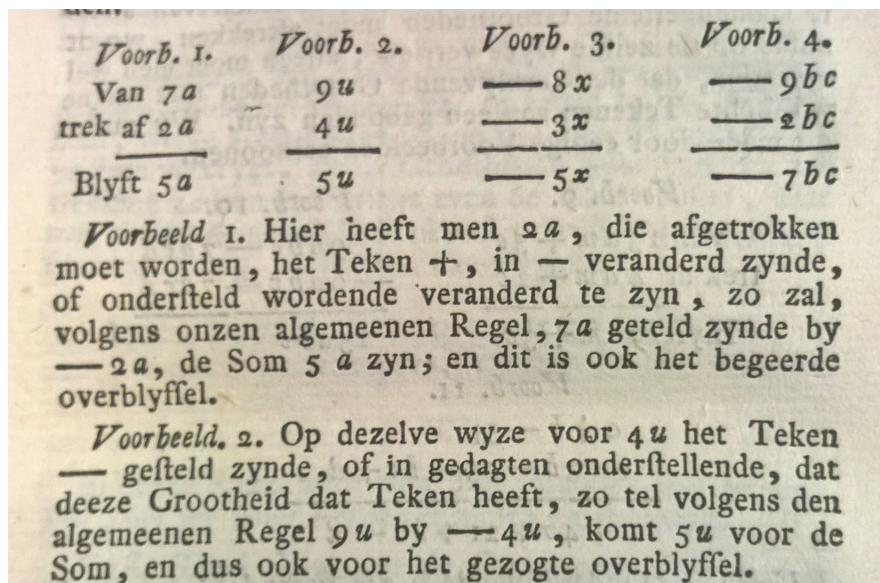 Voorb. 1. Voorb. 2. Voorb. 3. Voorb. 4.
Van 7a 9u — 8x — 9bc
trek af 2a 4u — 3x — 2bc
Blyft 5a 5u — 5x — 7bc
Voorbeeld 1. Hier heeft men 2a, die afgetrokken
moet worden, het Teken +, in — veranderd zynde,
of onderſteld wordende veranderd te zyn, zo zal,
volgens onzen algemeenen Regel, 7a geteld zynde by
— 2a, de Som 5 a zyn; en dit is ook het begeerde
overblyſſel.
Voorbeeld. 2. Op dezelve wyze voor 4u het Teken
— geſteld zynde, of in gedagten onderſtellende, dat
deeze Grootheid dat Teken heeft, zo tel volgens den
algemeenen Regel 9u by — 4u, komt 5u voor de
Som, en dus ook voor het gezogte overblyſſel.